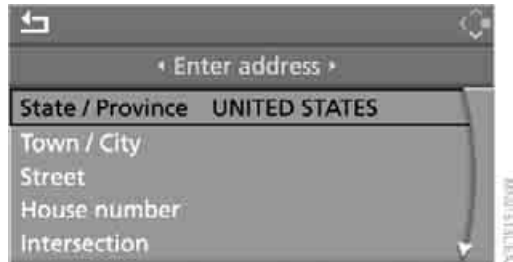 Enter address
State / Province UNITED STATES
Town / City
Street
House number
Intersection